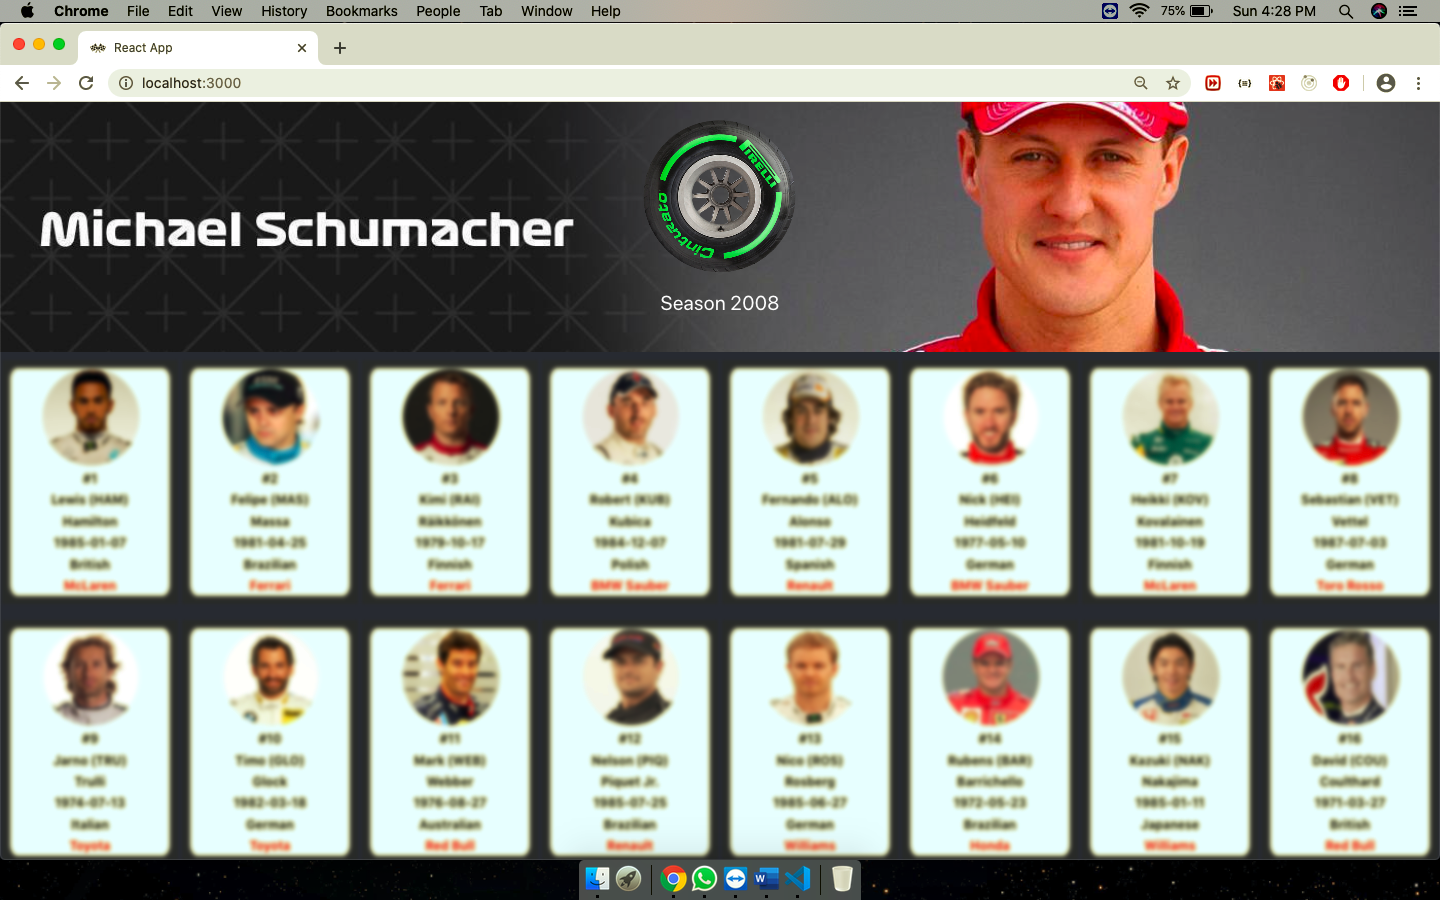 Chrome File Edit View History Bookmarks People Tab Window Help 75% Sun 4:28 PM
React App
localhost:3000
Michael Schumacher
PIRELLI
Cinturato
Season 2008
#1 #2 #3 #4 #5 #6 #7 #8
Lewis (HAM) Felipe (MAS) Kimi (RAI) Robert (KUB) Fernando (ALO) Nick (HEI) Heikki (KOV) Sebastian (VET)
Hamilton Massa Räikkönen Kubica Alonso Heidfeld Kovalainen Vettel
1985-01-07 1981-04-25 1979-10-17 1984-12-07 1981-07-29 1977-05-10 1981-10-19 1987-07-03
British Brazilian Finnish Polish Spanish German Finnish German
McLaren Ferrari Ferrari BMW Sauber Renault BMW Sauber McLaren Toro Rosso
#9 #10 #11 #12 #13 #14 #15 #16
Jarno (TRU) Timo (GLO) Mark (WEB) Nelson (PIQ) Nico (ROS) Rubens (BAR) Kazuki (NAK) David (COU)
Trulli Glock Webber Piquet Jr. Rosberg Barrichello Nakajima Coulthard
1974-07-13 1982-03-18 1976-08-27 1985-07-25 1985-06-27 1972-05-23 1985-01-11 1971-03-27
Italian German Australian Brazilian German Brazilian Japanese British
Toyota Toyota Red Bull Renault Williams Honda Williams Red Bull